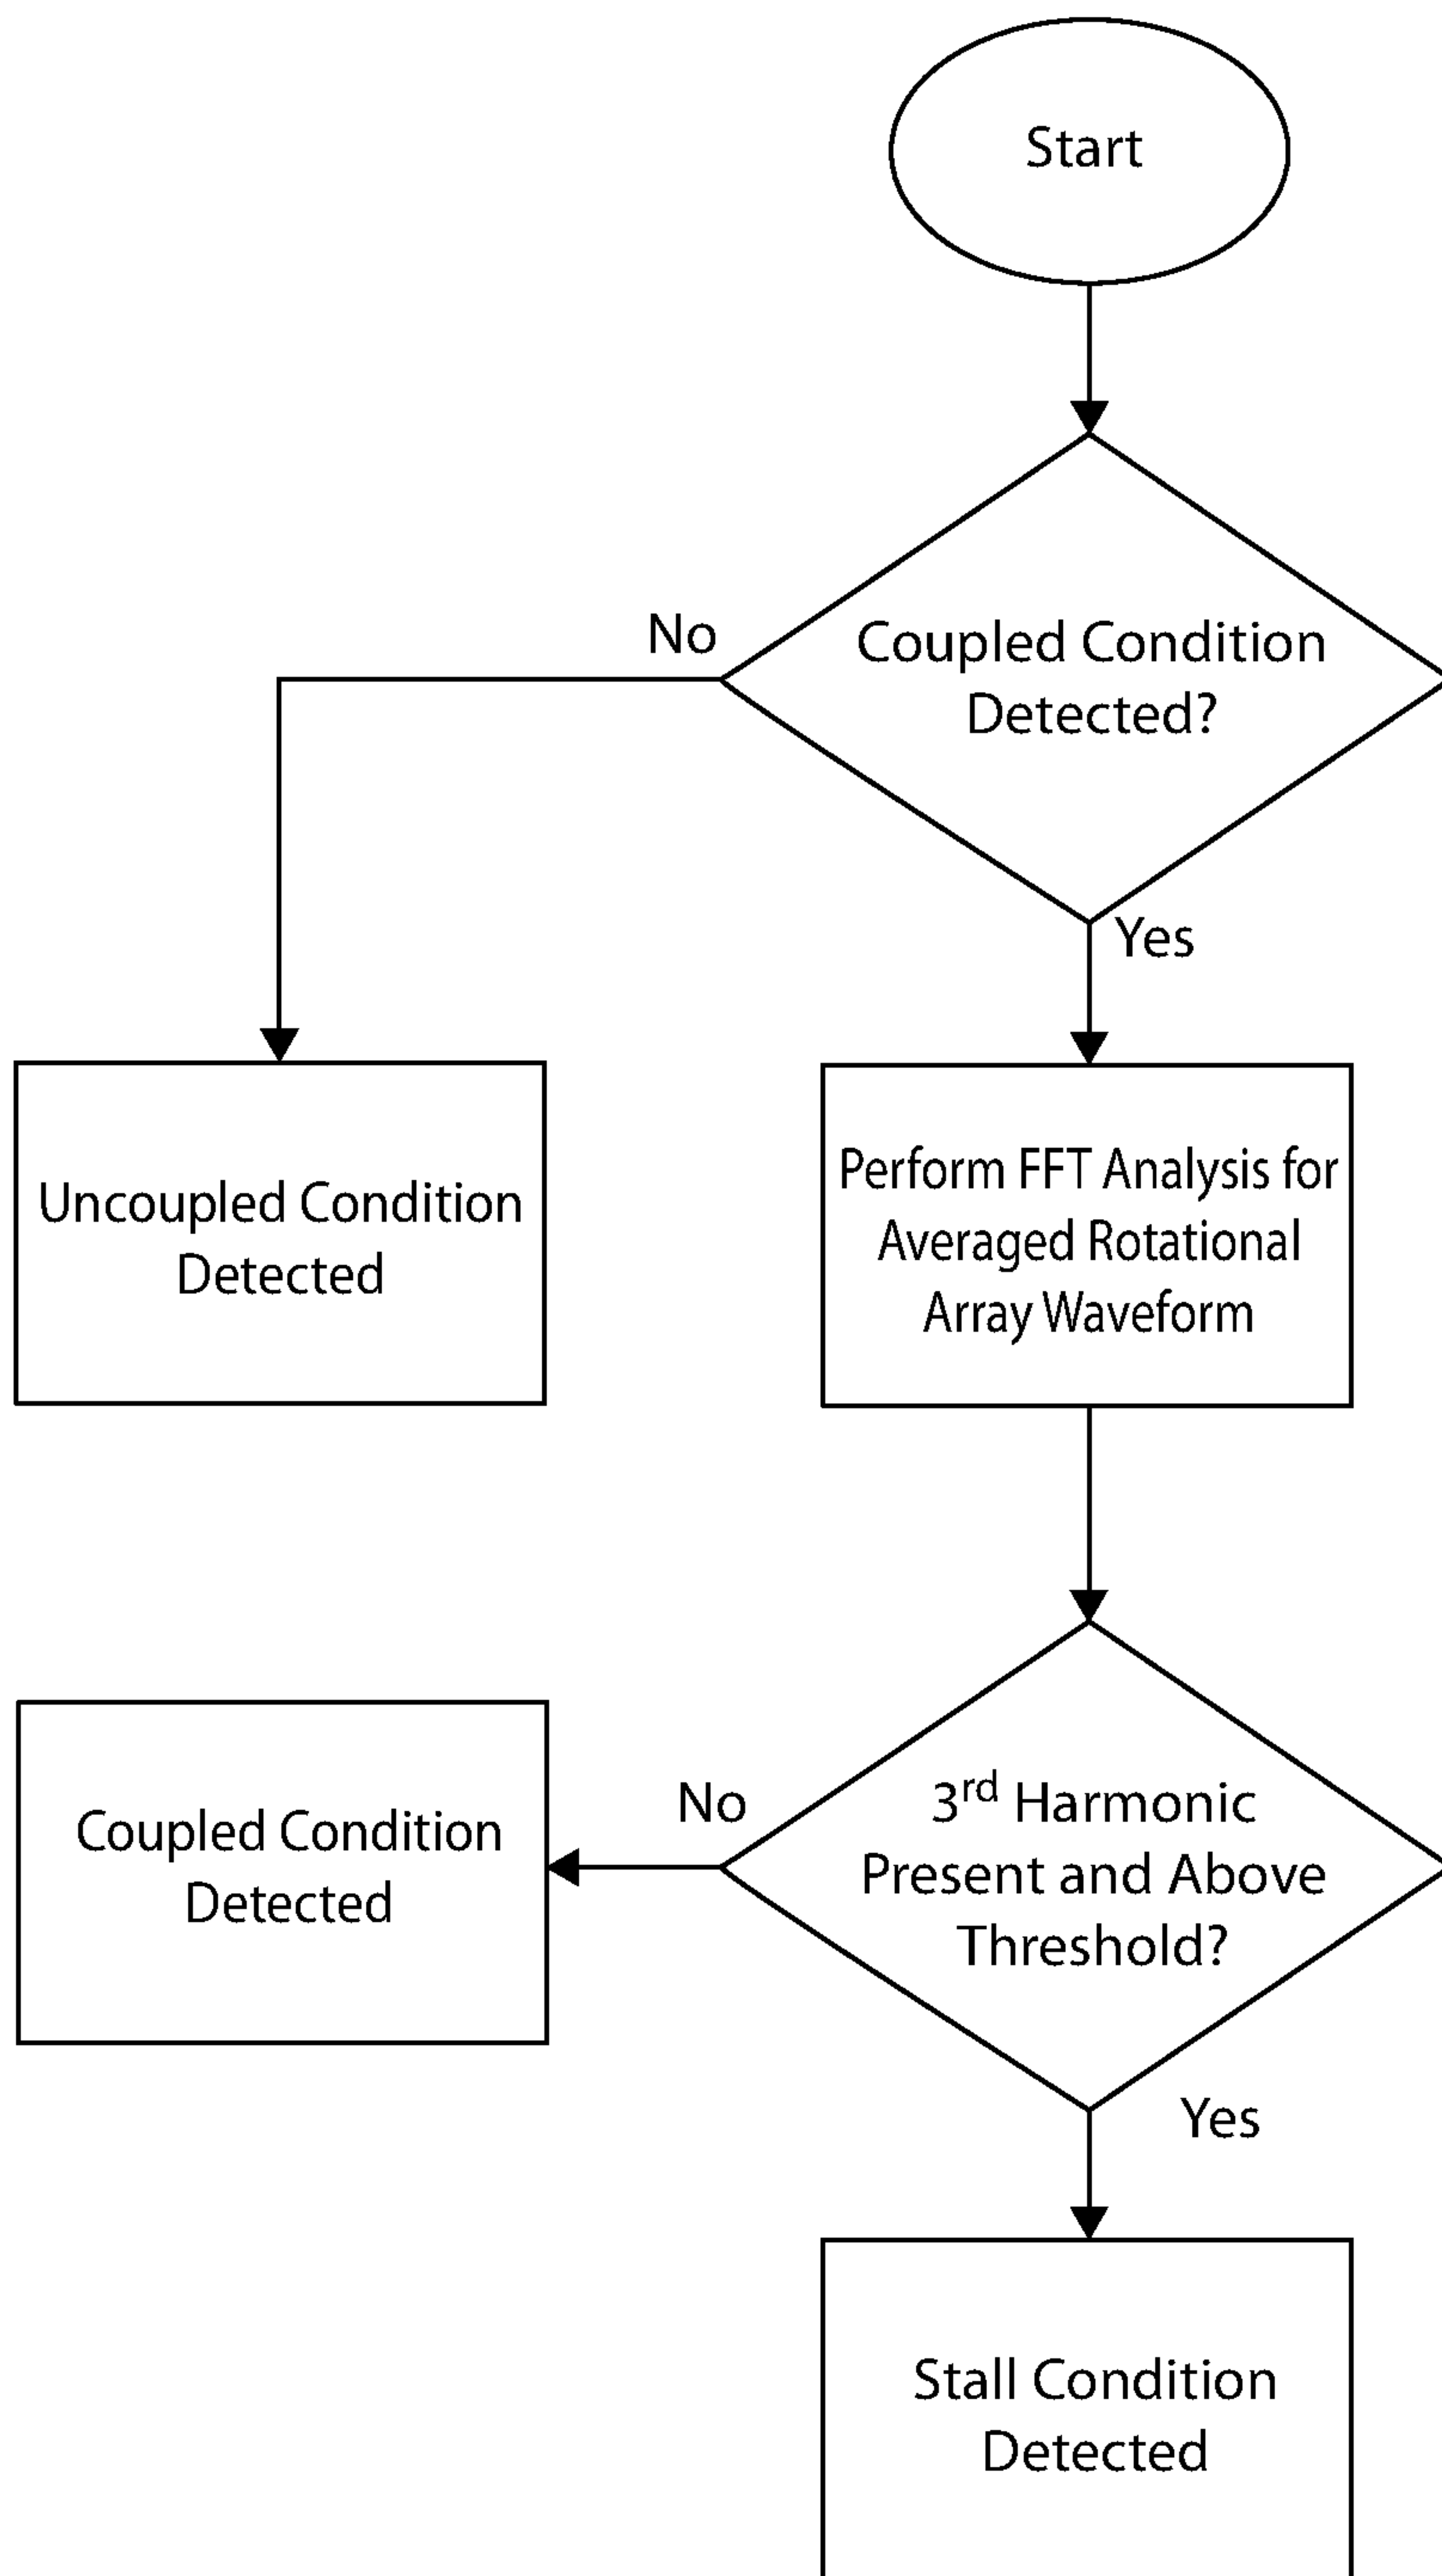 Start
No
Coupled Condition
Detected?
Yes
Uncoupled Condition
Detected
Perform FFT Analysis for
Averaged Rotational
Array Waveform
Coupled Condition
Detected
No
3rd Harmonic
Present and Above
Threshold?
Yes
Stall Condition
Detected